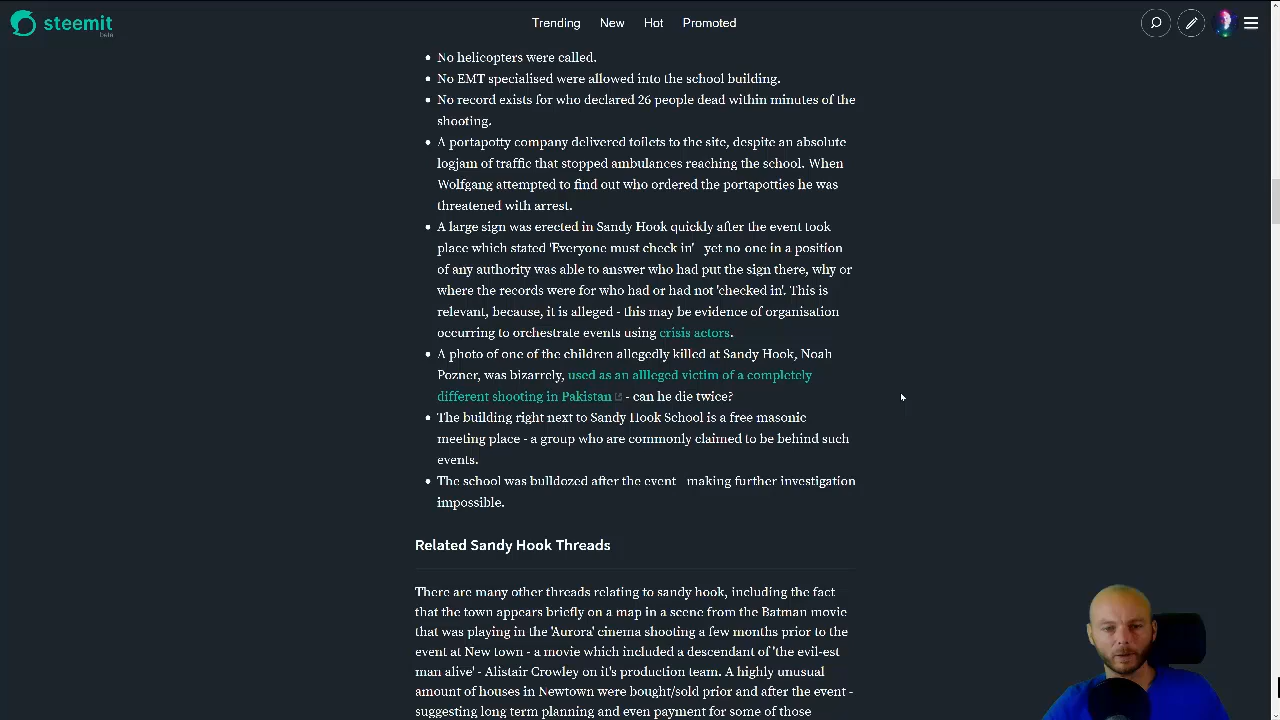 steemit
beta
Trending New Hot Promoted
No helicopters were called.
No EMT specialised were allowed into the school building.
No record exists for who declared 26 people dead within minutes of the
shooting.
A portapotty company delivered toilets to the site, despite an absolute
logjam of traffic that stopped ambulances reaching the school. When
Wolfgang attempted to find out who ordered the portapotties he was
threatened with arrest.
A large sign was erected in Sandy Hook quickly after the event took
place which stated 'Everyone must check in' yet no one in a position
of any authority was able to answer who had put the sign there, why or
where the records were for who had or had not 'checked in'. This is
relevant, because, it is alleged - this may be evidence of organisation
occurring to orchestrate events using crisis actors.
A photo of one of the children allegedly killed at Sandy Hook, Noah
Pozner, was bizarrely, used as an allleged victim of a completely
different shooting in Pakistan - can he die twice?
The building right next to Sandy Hook School is a free masonic
meeting place - a group who are commonly claimed to be behind such
events.
The school was bulldozed after the event making further investigation
impossible.
Related Sandy Hook Threads
There are many other threads relating to sandy hook, including the fact
that the town appears briefly on a map in a scene from the Batman movie
that was playing in the 'Aurora' cinema shooting a few months prior to the
event at New town - a movie which included a descendant of 'the evil-est
man alive' - Alistair Crowley on it's production team. A highly unusual
amount of houses in Newtown were bought/sold prior and after the event -
suggesting long term planning and even payment for some of those